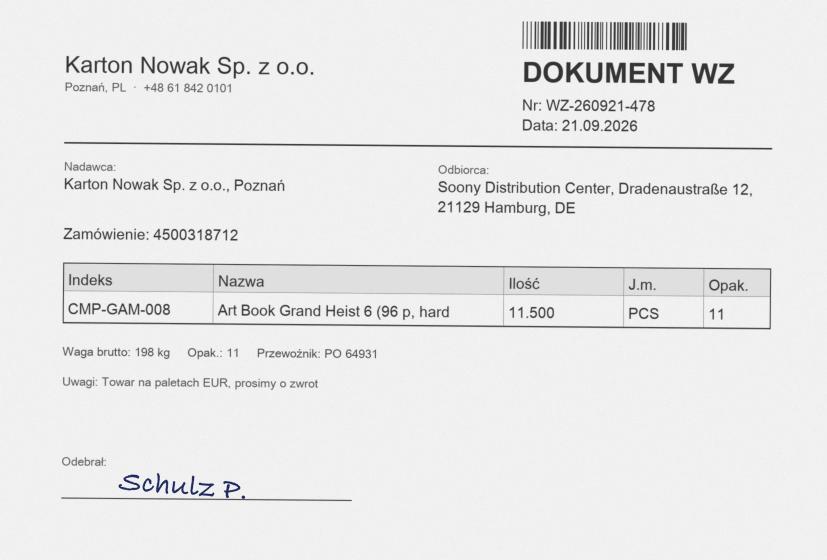 Karton Nowak Sp. z o.o.
Poznań, PL · +48 61 842 0101
DOKUMENT WZ
Nr: WZ-260921-478
Data: 21.09.2026
Nadawca:
Karton Nowak Sp. z o.o., Poznań
Odbiorca:
Soony Distribution Center, Dradenaustraße 12,
21129 Hamburg, DE
Zamówienie: 4500318712
Indeks Nazwa Ilość J.m. Opak.
CMP-GAM-008 Art Book Grand Heist 6 (96 p, hard 11.500 PCS 11
Waga brutto: 198 kg Opak.: 11 Przewoźnik: PO 64931
Uwagi: Towar na paletach EUR, prosimy o zwrot
Odebrał:
Schulz P.